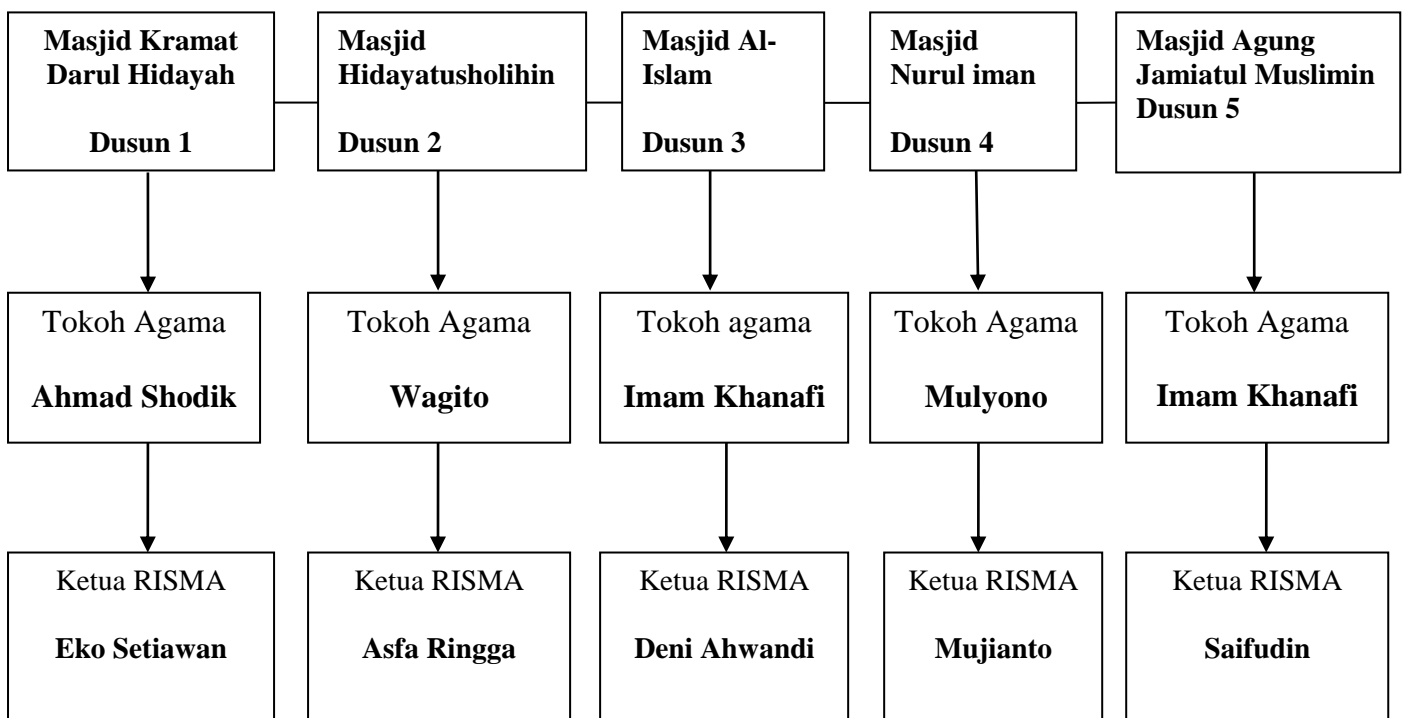 Masjid Kramat
Darul Hidayah
Dusun 1
Masjid
Hidayatusholihin
Dusun 2
Masjid Al-
Islam
Dusun 3
Masjid
Nurul iman
Dusun 4
Masjid Agung
Jamiatul Muslimin
Dusun 5
Tokoh Agama
Ahmad Shodik
Tokoh Agama
Wagito
Tokoh agama
Imam Khanafi
Tokoh Agama
Mulyono
Tokoh Agama
Imam Khanafi
Ketua RISMA
Eko Setiawan
Ketua RISMA
Asfa Ringga
Ketua RISMA
Deni Ahwandi
Ketua RISMA
Mujianto
Ketua RISMA
Saifudin